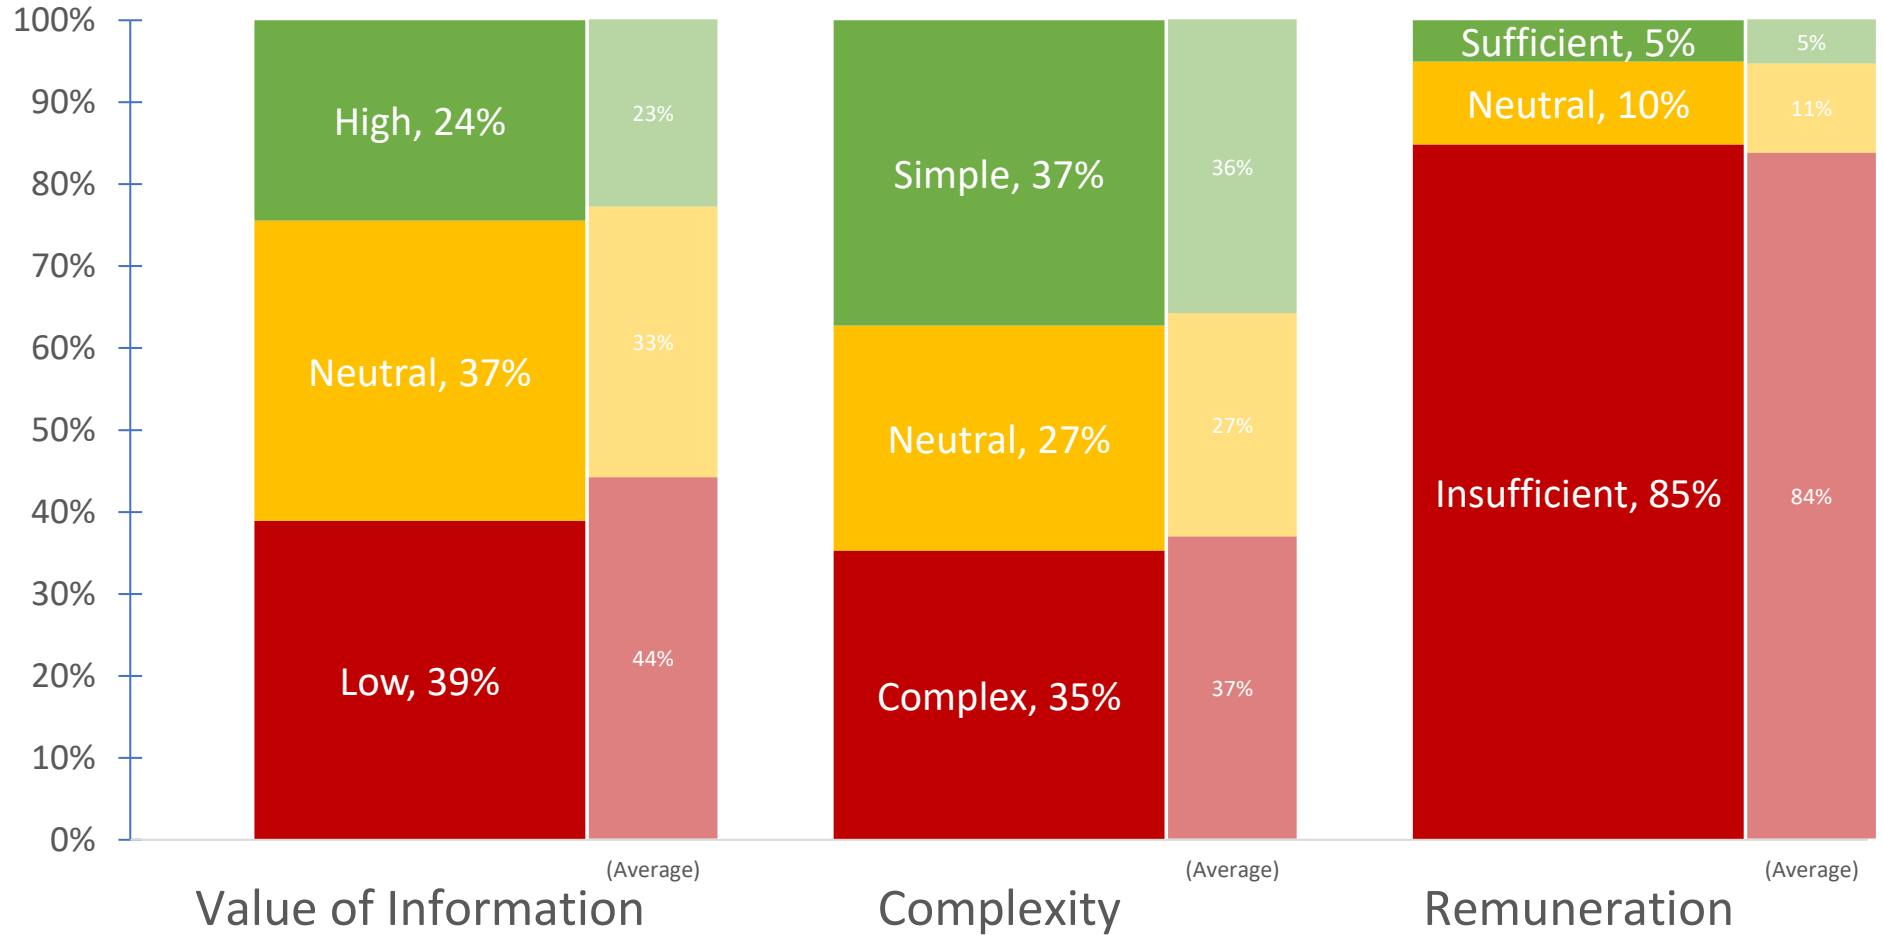 100%
90%
80%
70%
60%
50%
40%
30%
20%
10%
0%
High, 24%
23%
Neutral, 37%
33%
Low, 39%
44%
(Average)
Value of Information
Simple, 37%
36%
Neutral, 27%
27%
Complex, 35%
37%
(Average)
Complexity
Sufficient, 5%
5%
Neutral, 10%
11%
Insufficient, 85%
84%
(Average)
Remuneration